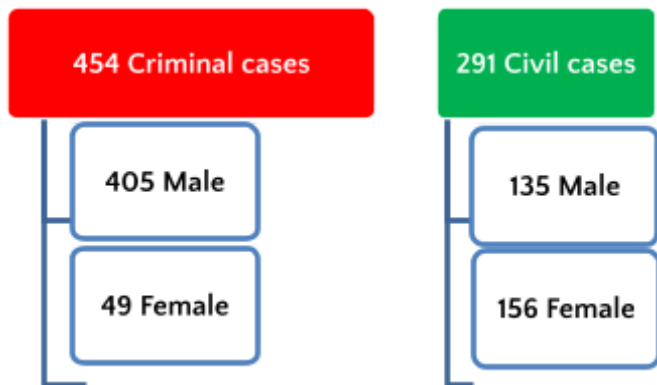 454 Criminal cases
405 Male
49 Female
291 Civil cases
135 Male
156 Female